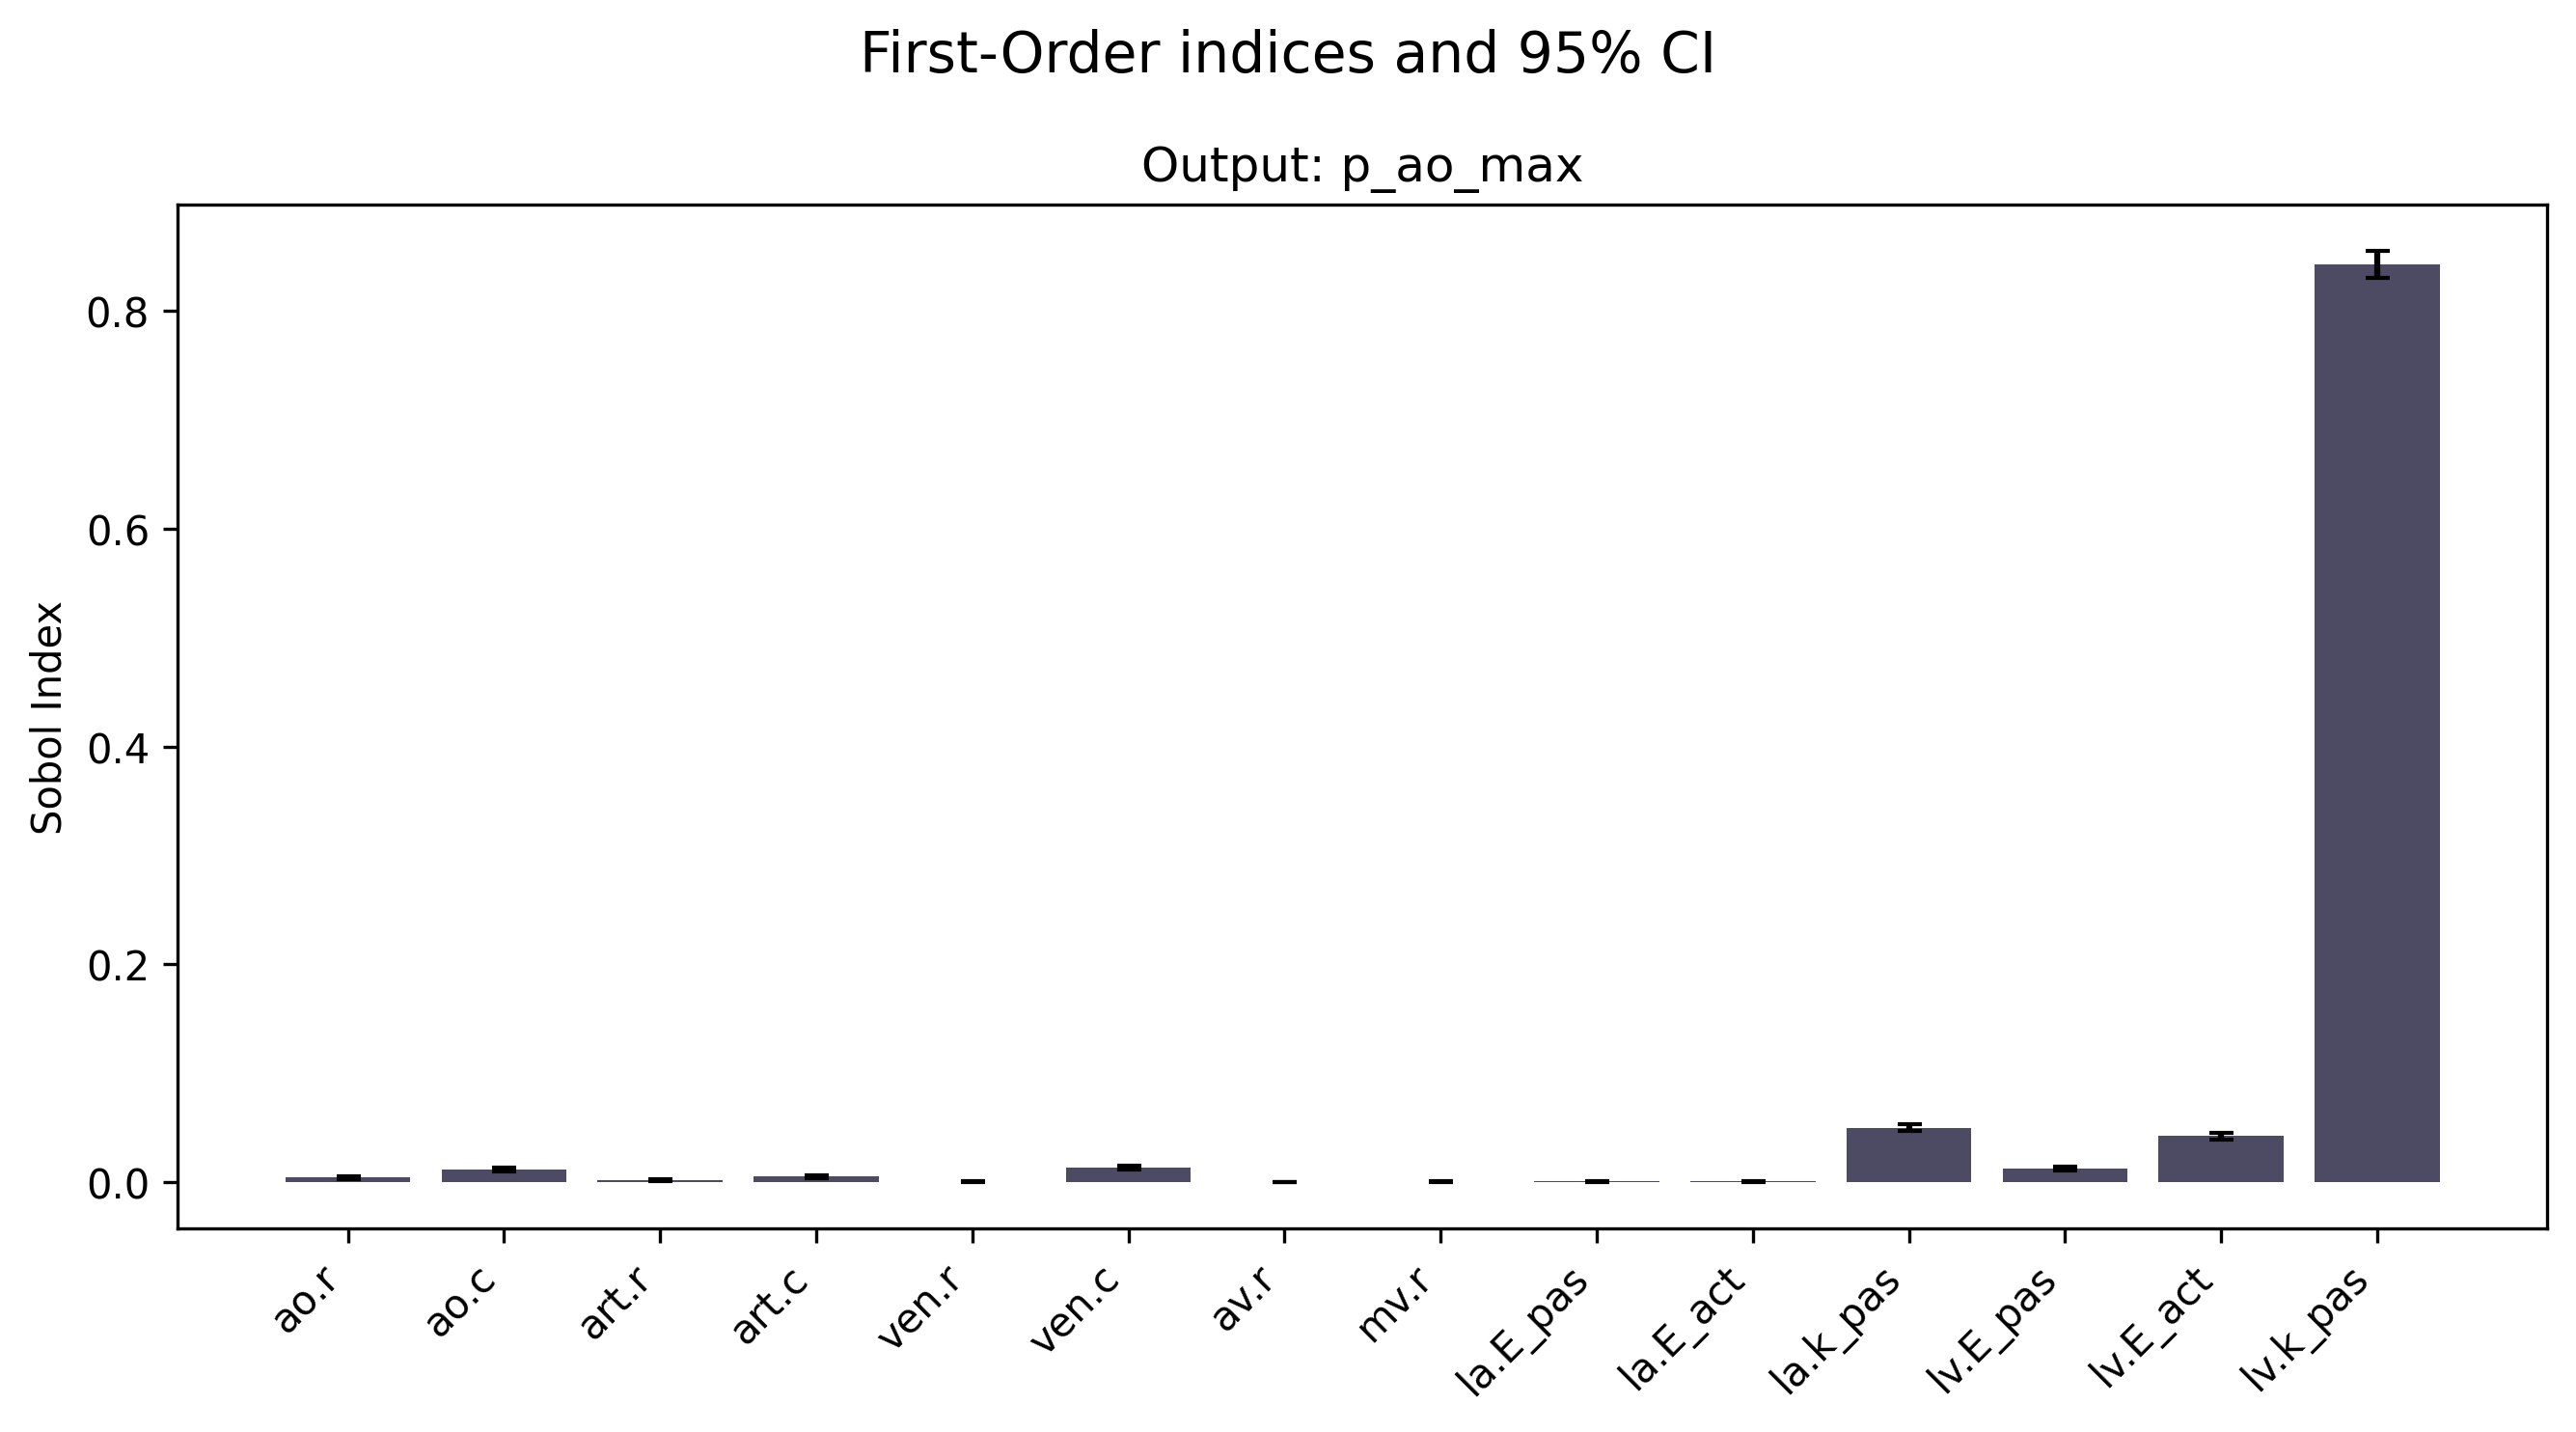 First-Order indices and 95% CI
Output: p_ao_max
Sobol Index
0.8
0.6
0.4
0.2
0.0
ao.r
ao.c
art.r
art.c
ven.r
ven.c
av.r
mv.r
la.E_pas
la.E_act
la.k_pas
lv.E_pas
lv.E_act
lv.k_pas